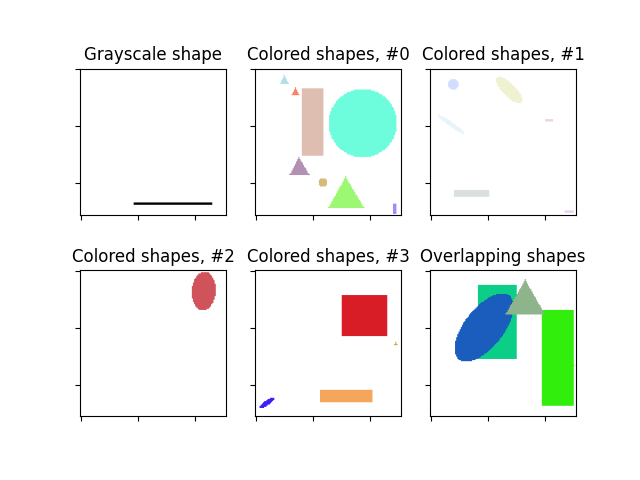 Grayscale shape
Colored shapes, #0
Colored shapes, #1
Colored shapes, #2
Colored shapes, #3
Overlapping shapes